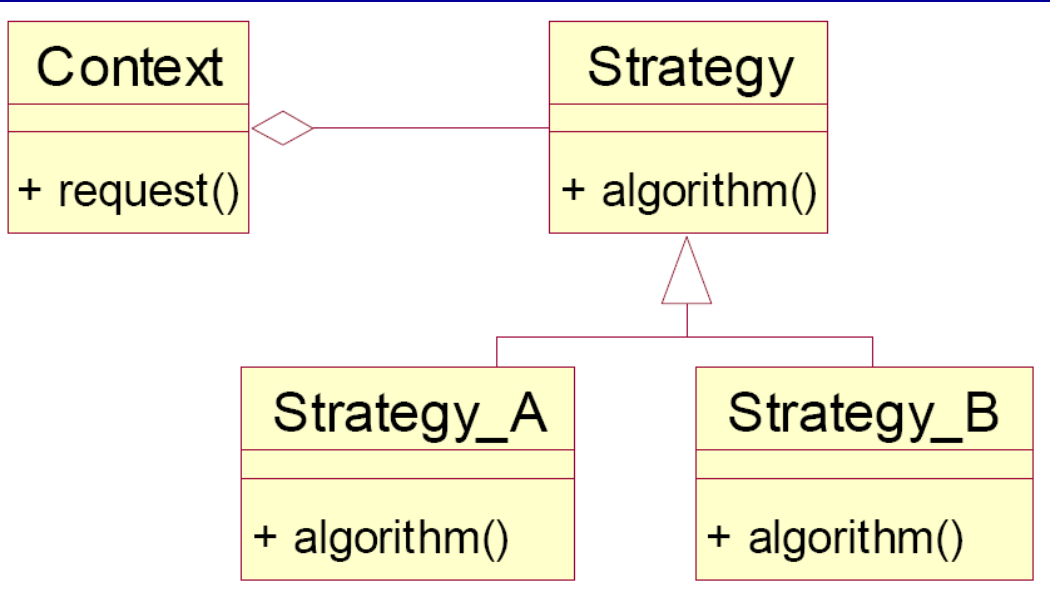 Context
+ request()
Strategy
+ algorithm()
Strategy_A
+ algorithm()
Strategy_B
+ algorithm()